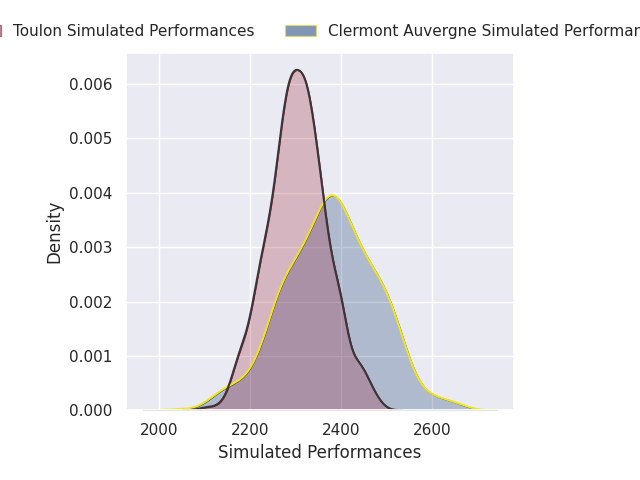 Toulon Simulated Performances
Clermont Auvergne Simulated Performan
0.006
0.005
0.004
0.003
0.002
0.001
0.000
Density
2000 2200 2400 2600
Simulated Performances